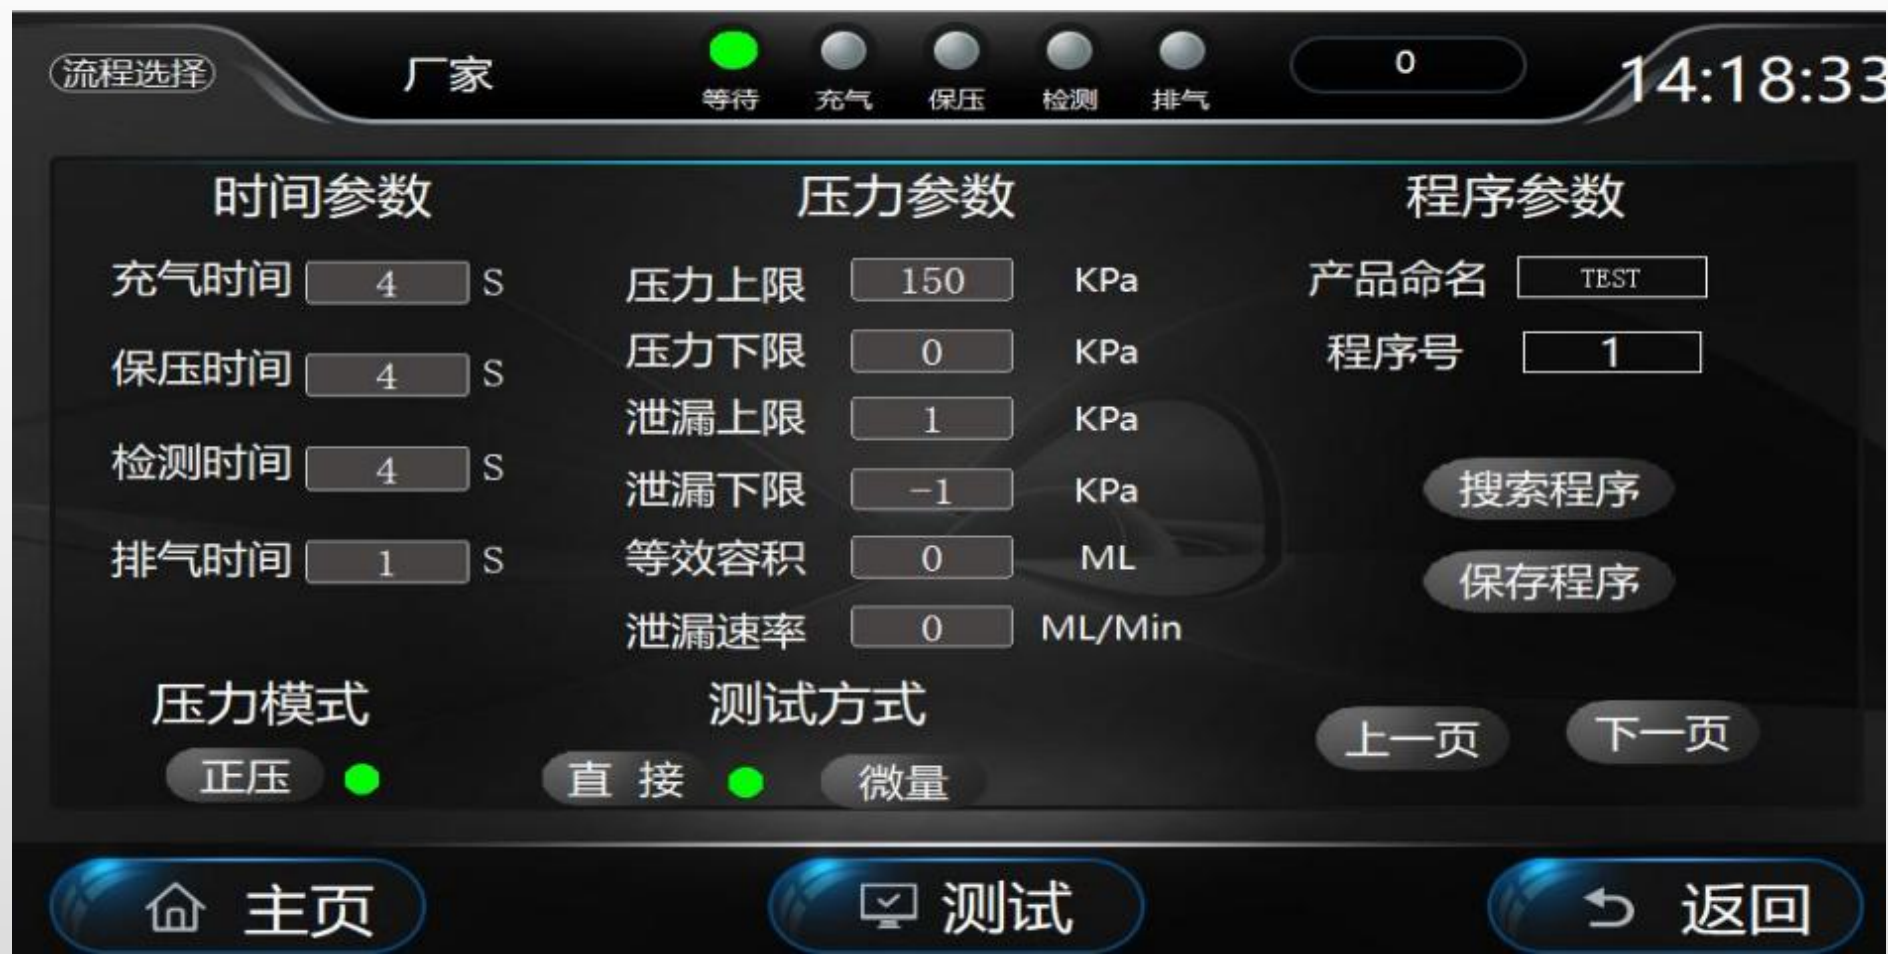 流程选择 厂家 0 14:18:33
等待 充气 保压 检测 排气
时间参数 压力参数 程序参数
充气时间 4 S 压力上限 150 KPa 产品命名 TEST
压力下限 0 KPa 程序号 1
保压时间 4 S
泄漏上限 1 KPa
检测时间 4 S 泄漏下限 -1 KPa 搜索程序
排气时间 1 S 等效容积 0 ML 保存程序
泄漏速率 0 ML/Min
压力模式 测试方式 上一页 下一页
正压 直 接 微量
主页 测试 返回